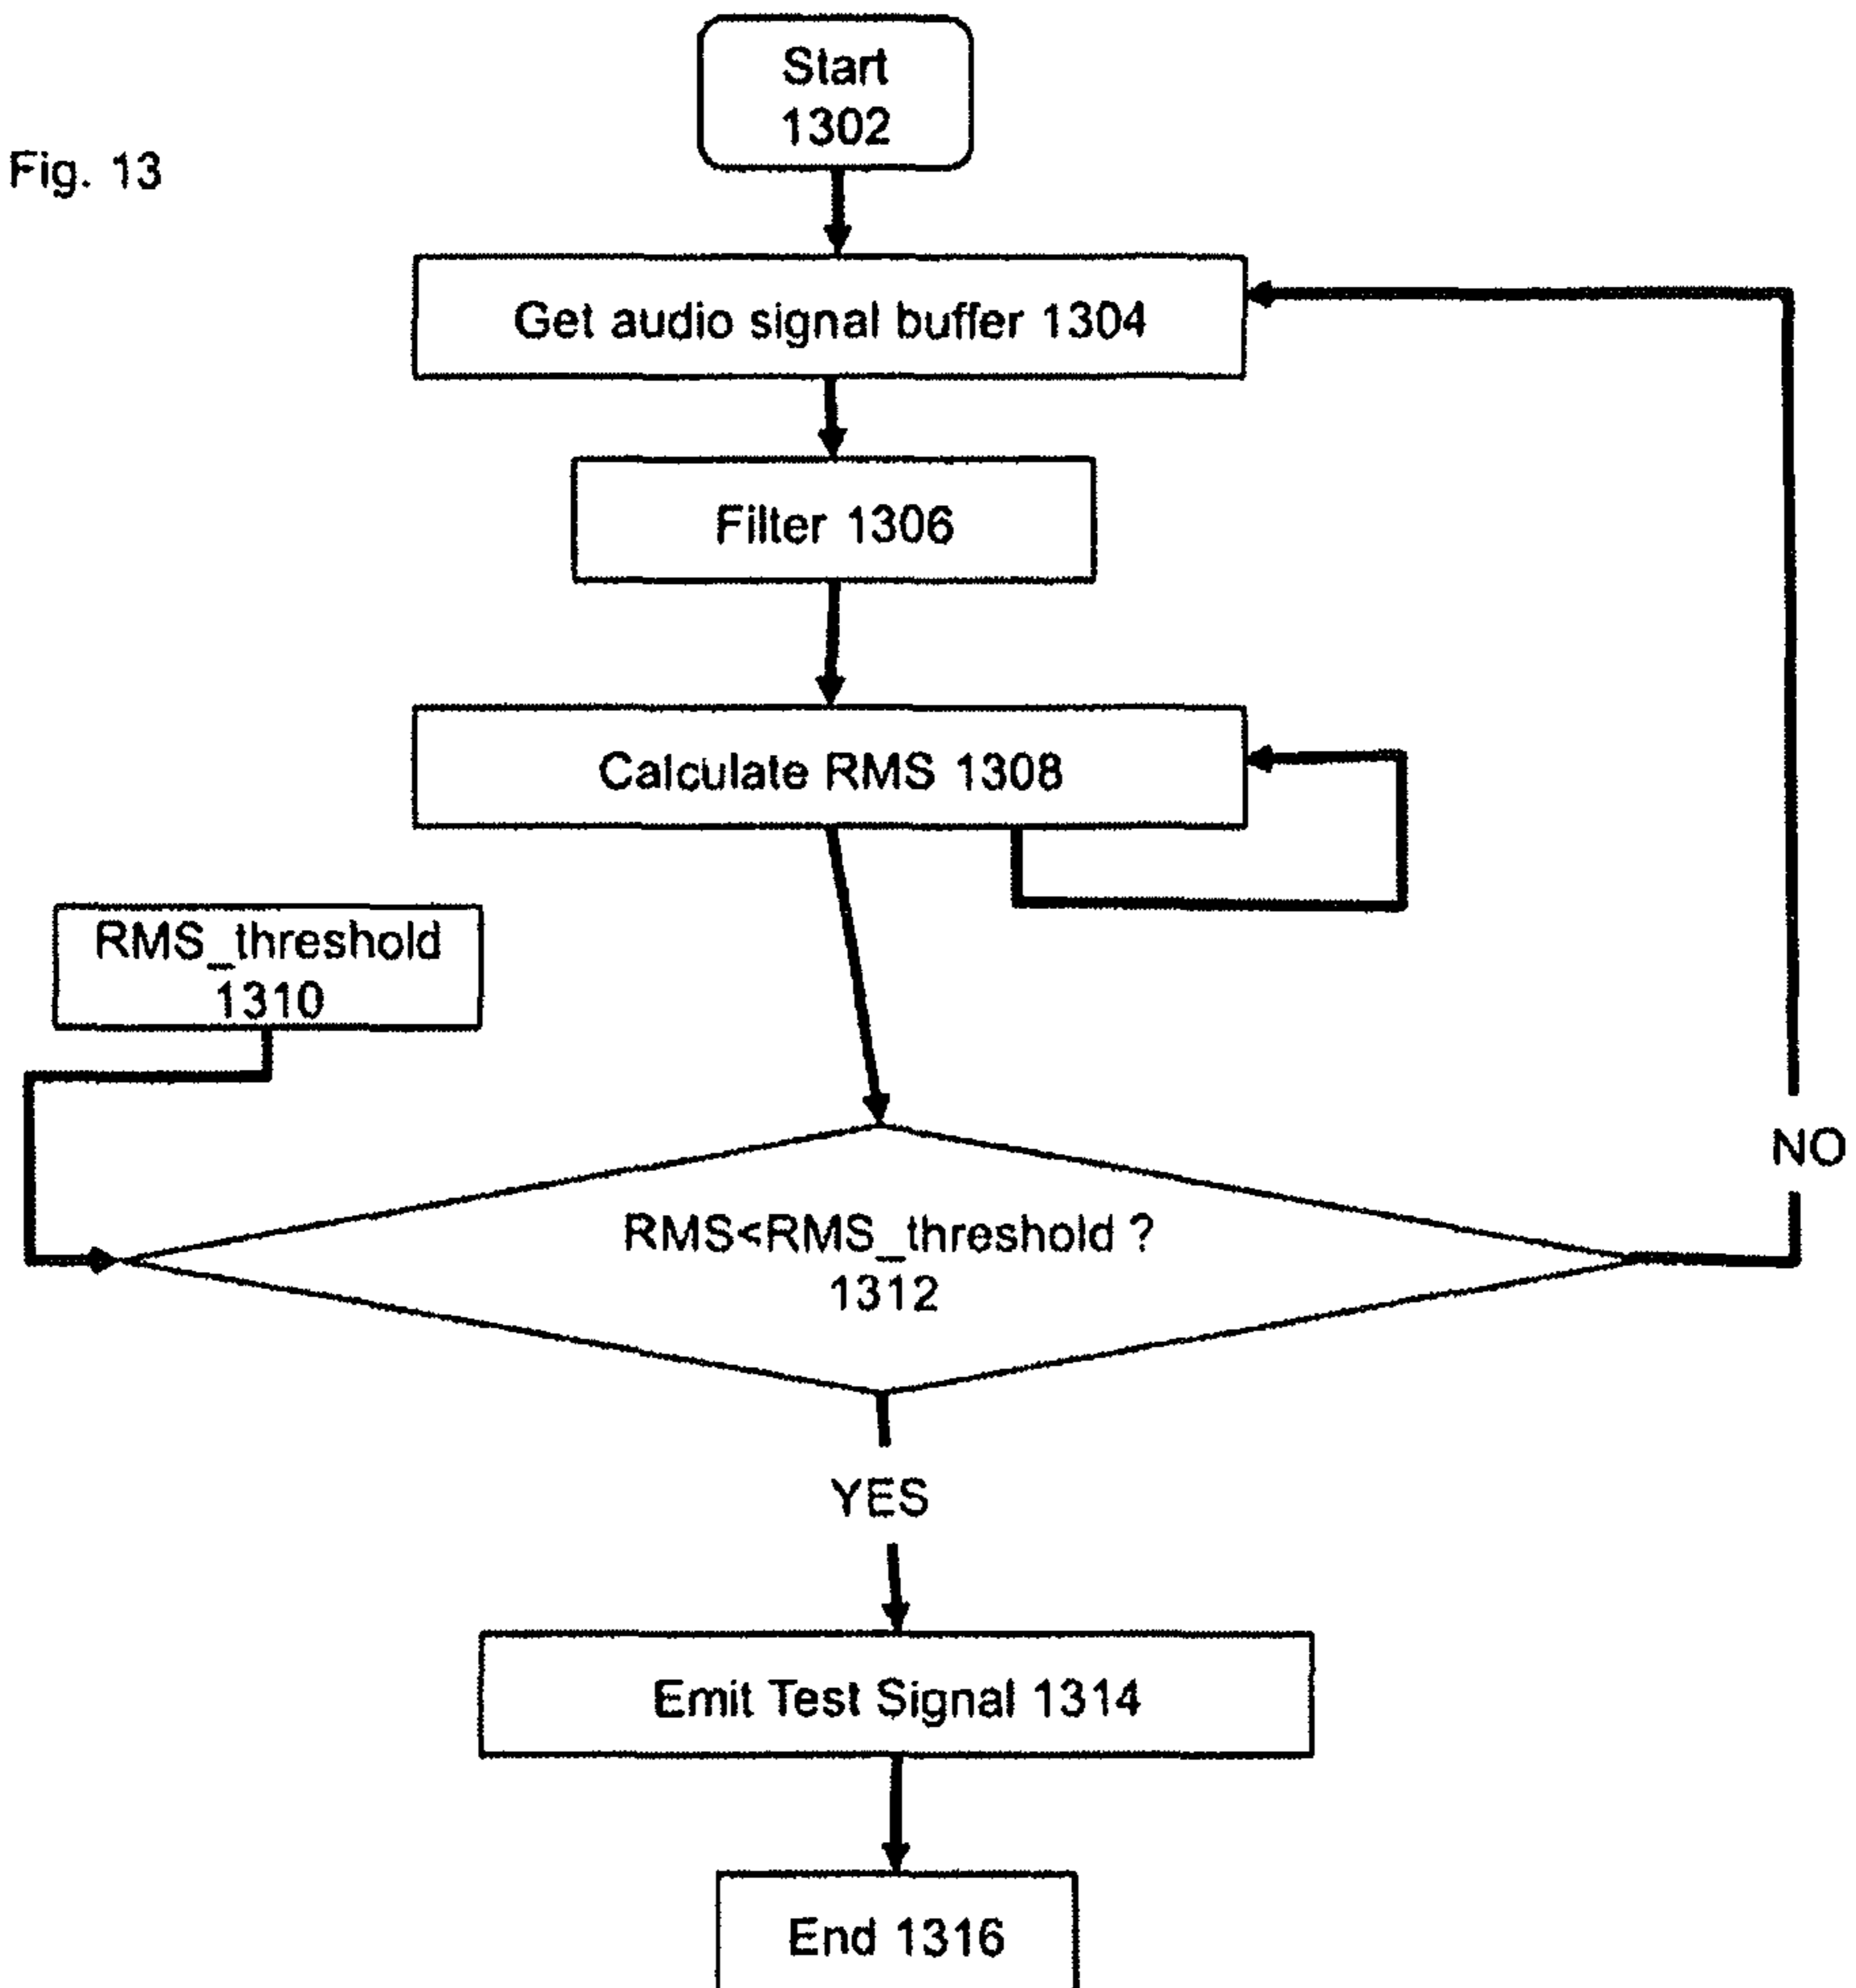 Start
1302
Fig. 13
Get audio signal buffer 1304
Filter 1306
Calculate RMS 1308
RMS_threshold
1310
NO
RMS<RMS_threshold ?
1312
YES
Emit Test Signal 1314
End 1316